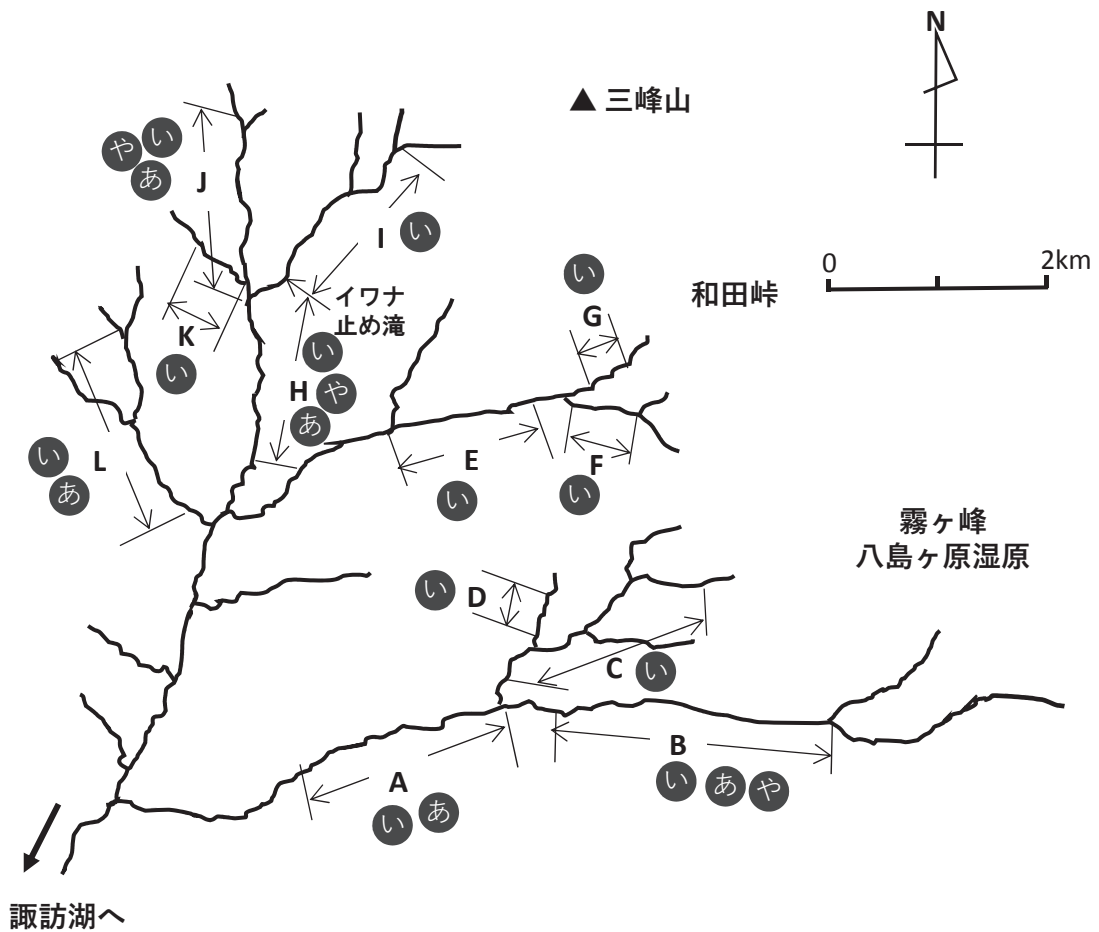 N
▲ 三峰山
や い
あ
J
I
い
0
2km
い
和田峠
イワナ
止め滝
G
K
い
い
H
や
あ
い
あ
L
E
い
F
い
霧ヶ峰
八島ヶ原湿原
い
D
C
い
B
い あ や
A
い あ
諏訪湖へ